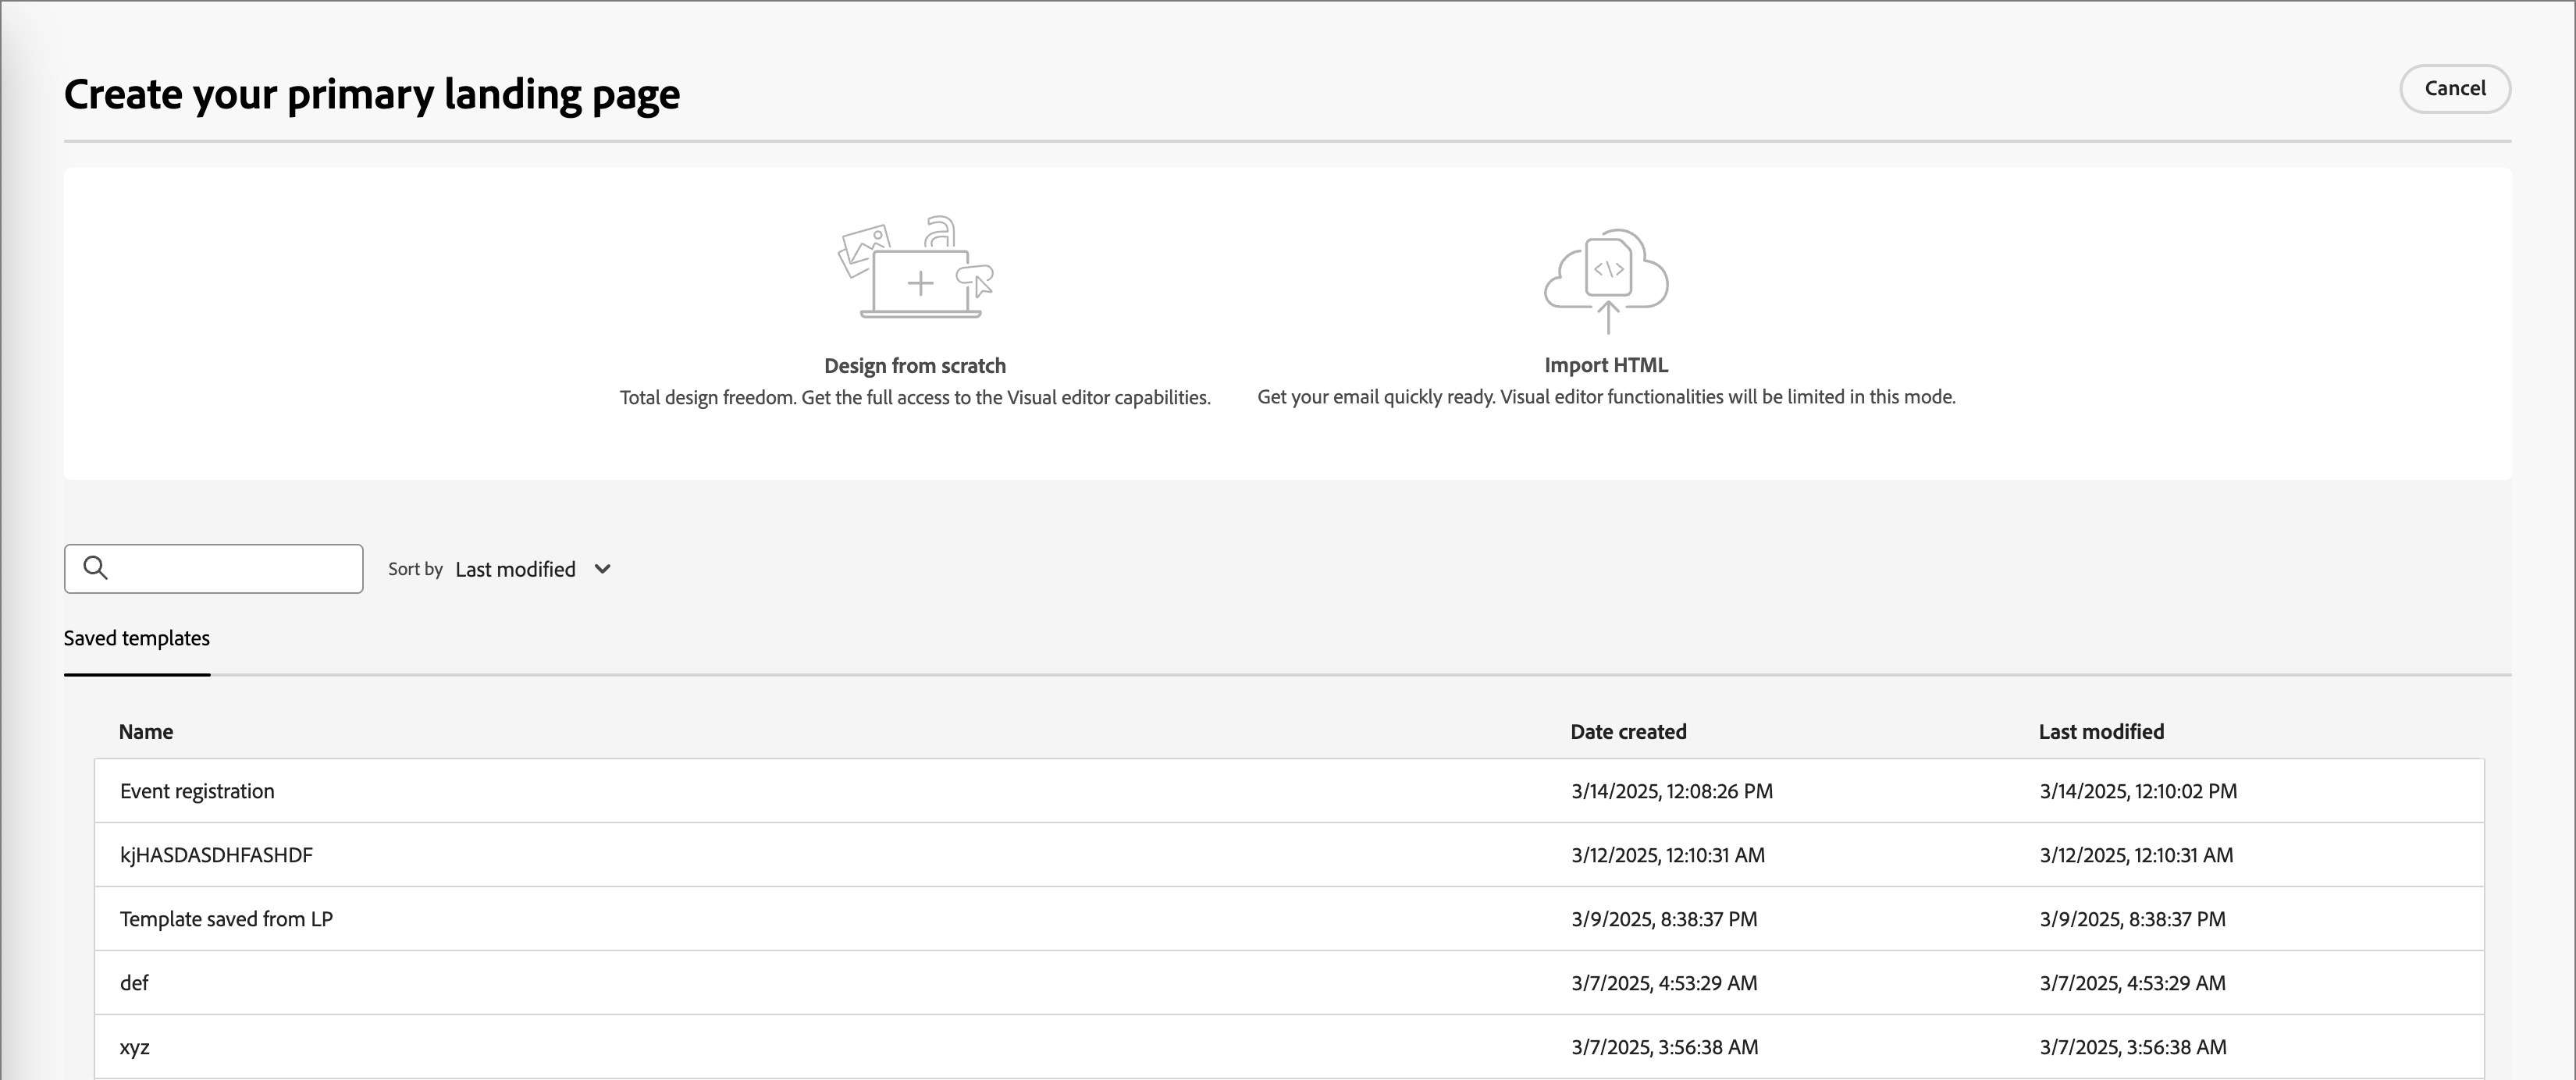 Create your primary landing page
Cancel
Design from scratch
Total design freedom. Get the full access to the Visual editor capabilities.
Import HTML
Get your email quickly ready. Visual editor functionalities will be limited in this mode.
Sort by Last modified
Saved templates
Name Date created Last modified
Event registration 3/14/2025, 12:08:26 PM 3/14/2025, 12:10:02 PM
kjHASDASDHFASHDF 3/12/2025, 12:10:31 AM 3/12/2025, 12:10:31 AM
Template saved from LP 3/9/2025, 8:38:37 PM 3/9/2025, 8:38:37 PM
def 3/7/2025, 4:53:29 AM 3/7/2025, 4:53:29 AM
xyz 3/7/2025, 3:56:38 AM 3/7/2025, 3:56:38 AM